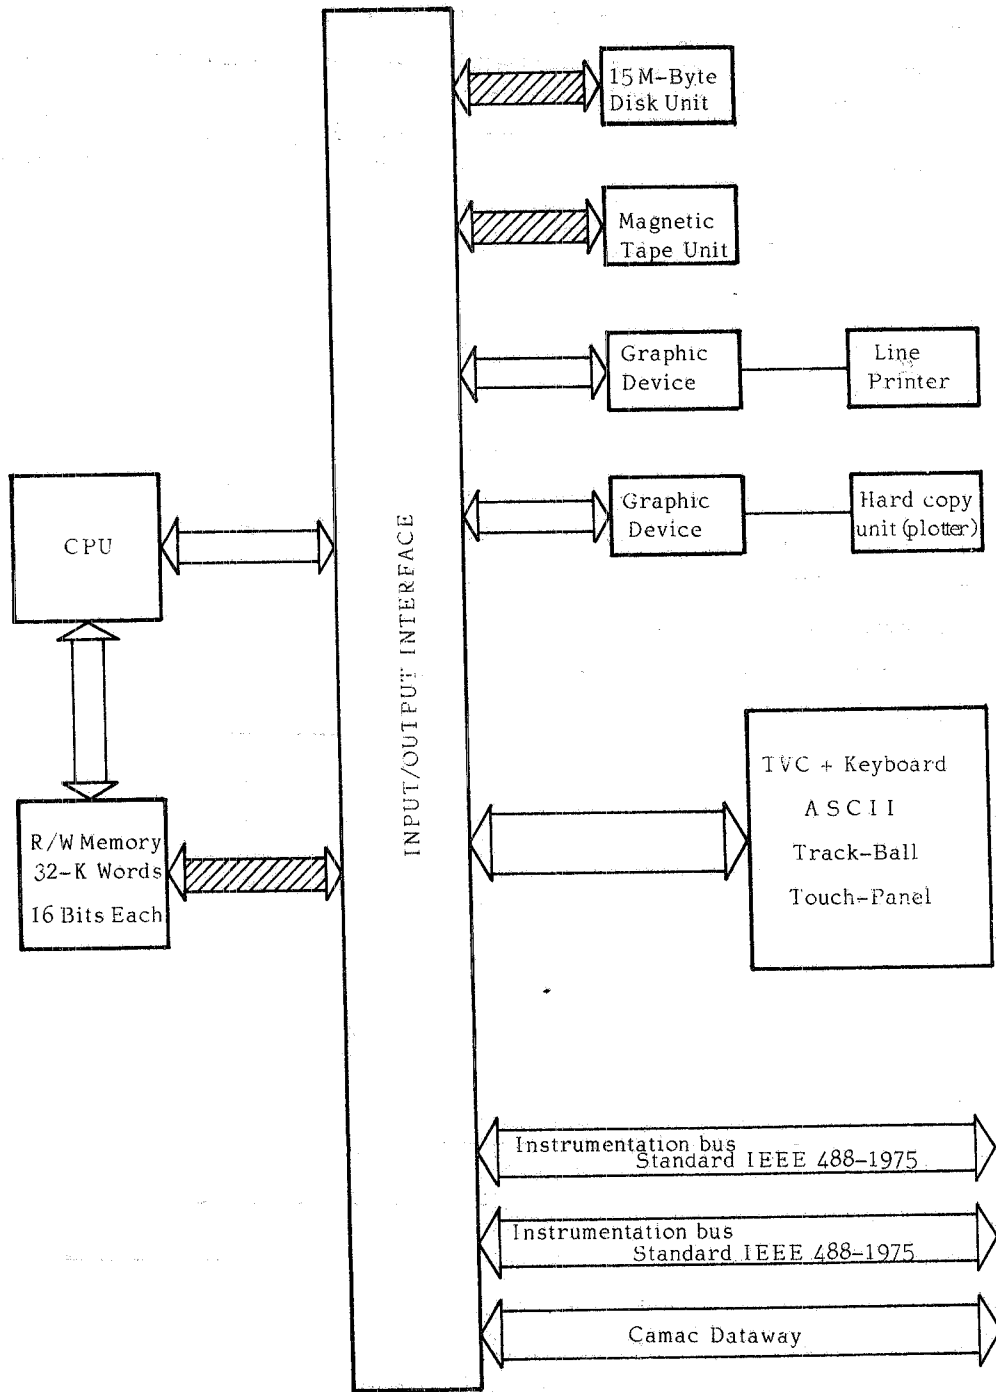 15 M-Byte
Disk Unit
Magnetic
Tape Unit
Graphic
Device
Line
Printer
Graphic
Device
Hard copy
unit (plotter)
CPU
INPUT/OUTPUT INTERFACE
R/W Memory
32-K Words
16 Bits Each
TVC + Keyboard
ASCII
Track-Ball
Touch-Panel
Instrumentation bus
Standard IEEE 488-1975
Instrumentation bus
Standard IEEE 488-1975
Camac Dataway